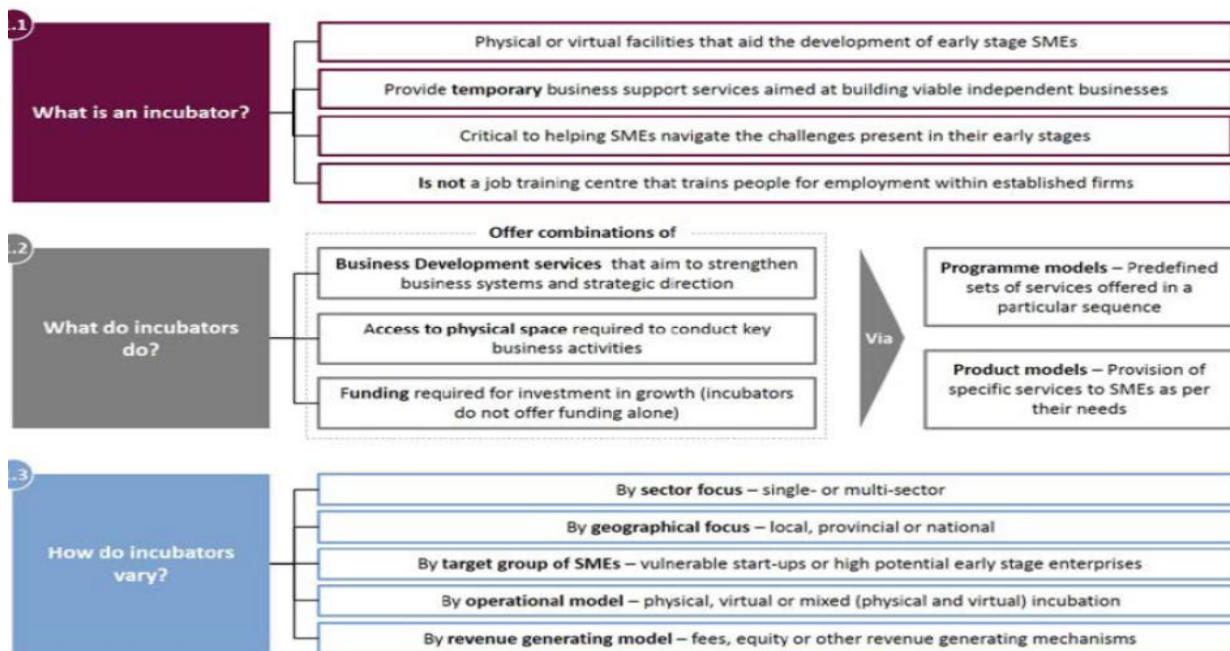 .1
What is an incubator?
Physical or virtual facilities that aid the development of early stage SMEs
Provide temporary business support services aimed at building viable independent businesses
Critical to helping SMEs navigate the challenges present in their early stages
Is not a job training centre that trains people for employment within established firms
.2
What do incubators
do?
Offer combinations of
Business Development services that aim to strengthen
business systems and strategic direction
Access to physical space required to conduct key
business activities
Funding required for investment in growth (incubators
do not offer funding alone)
Via
Programme models – Predefined
sets of services offered in a
particular sequence
Product models – Provision of
specific services to SMEs as per
their needs
.3
How do incubators
vary?
By sector focus – single- or multi-sector
By geographical focus – local, provincial or national
By target group of SMEs – vulnerable start-ups or high potential early stage enterprises
By operational model – physical, virtual or mixed (physical and virtual) incubation
By revenue generating model – fees, equity or other revenue generating mechanisms